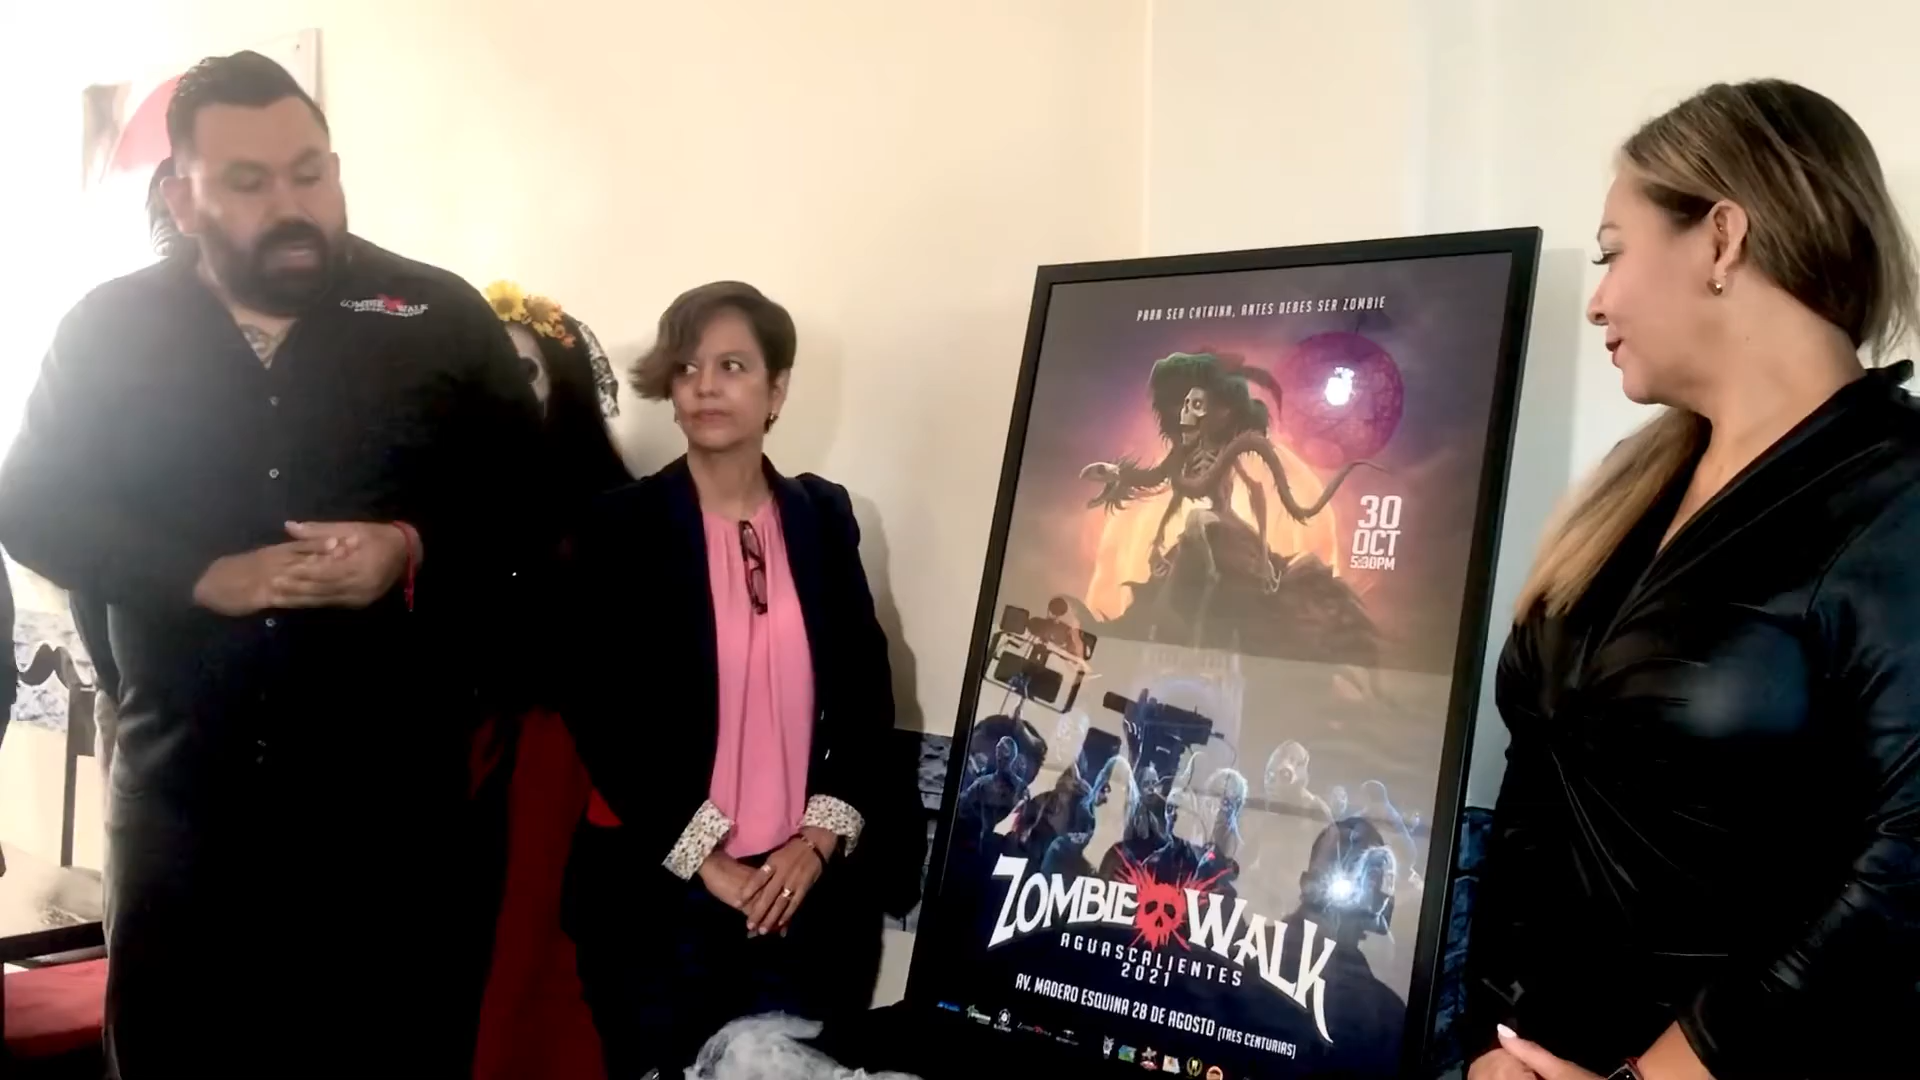 ZOMBIE WALK
PARA SER CATRINA, ANTES DEBES SER ZOMBIE
30
OCT
5:30PM
ZOMBIE WALK
AGUASCALIENTES
2021
AV. MADERO ESQUINA 28 DE AGOSTO (TRES CENTURIAS)